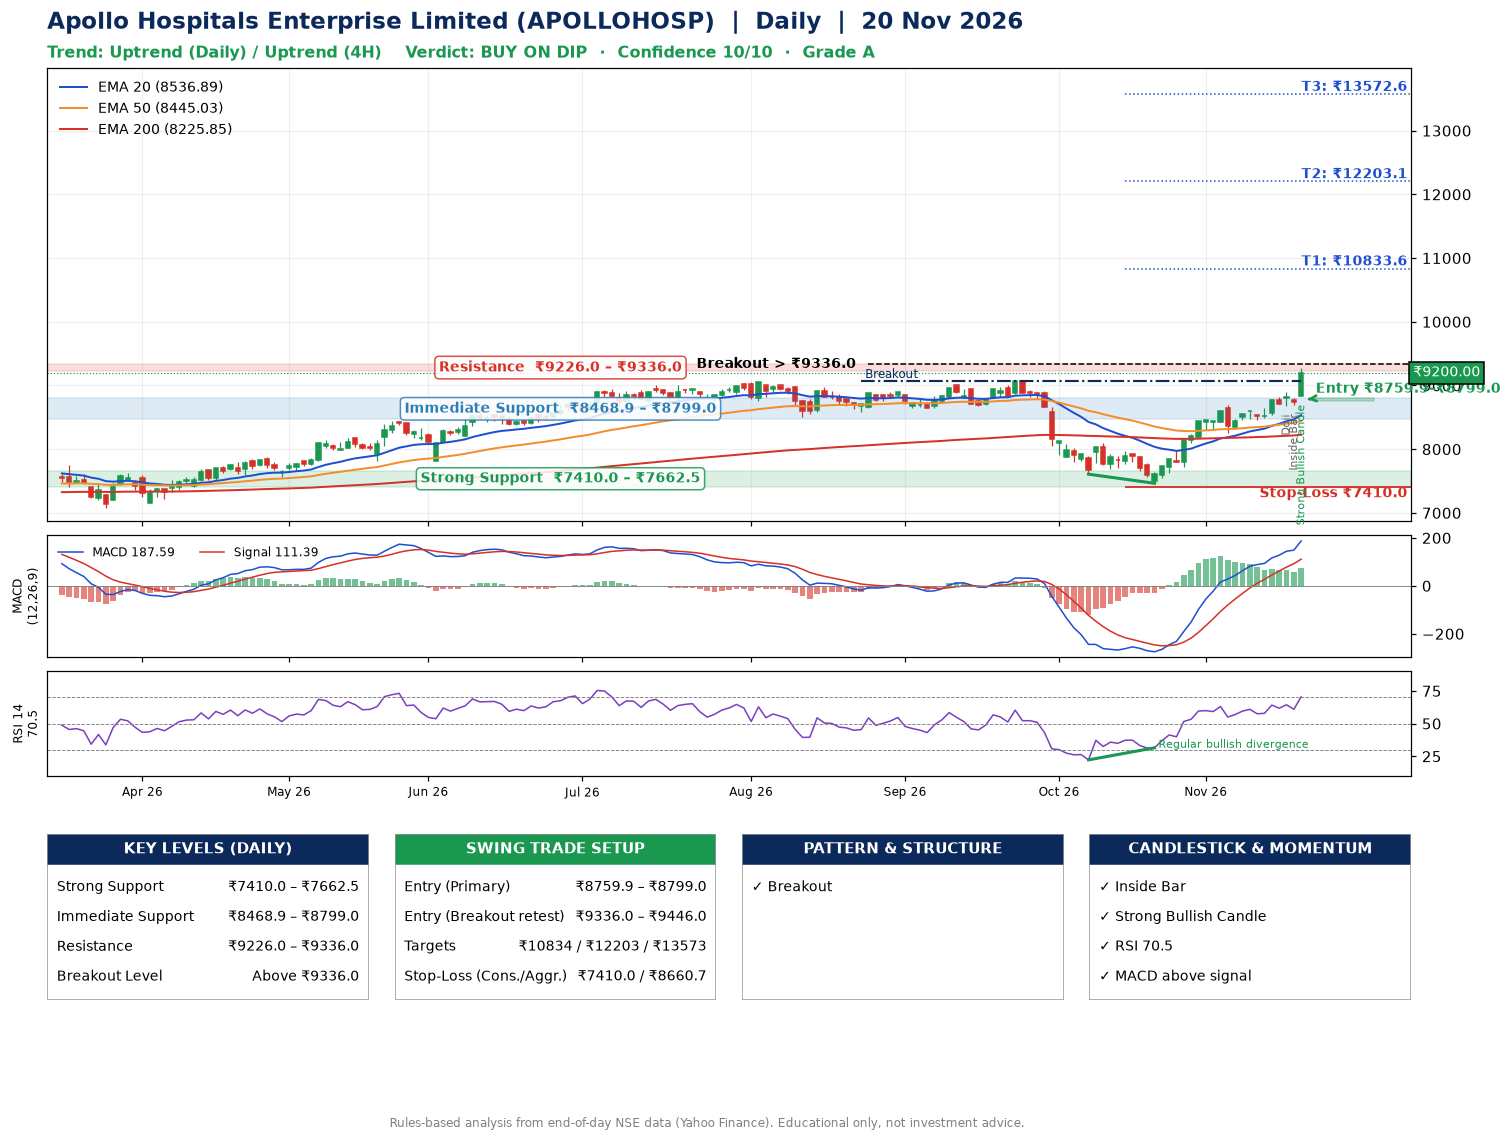 Apollo Hospitals Enterprise Limited (APOLLOHOSP) | Daily | 20 Nov 2026
Trend: Uptrend (Daily) / Uptrend (4H) Verdict: BUY ON DIP · Confidence 10/10 · Grade A
EMA 20 (8536.89)
EMA 50 (8445.03)
EMA 200 (8225.85)
T3: ₹13572.6
T2: ₹12203.1
T1: ₹10833.6
13000
12000
11000
10000
9000
8000
7000
Resistance ₹9226.0 – ₹9336.0
Breakout > ₹9336.0
Breakout
₹9200.00
Entry ₹8759.9–₹8799.0
Immediate Support ₹8468.9 – ₹8799.0
Doji
Inside Bar
Strong Bullish Candle
Strong Support ₹7410.0 – ₹7662.5
Stop-Loss ₹7410.0
MACD
(12,26,9)
MACD 187.59
Signal 111.39
200
0
−200
RSI 14
70.5
75
50
25
Regular bullish divergence
Apr 26
May 26
Jun 26
Jul 26
Aug 26
Sep 26
Oct 26
Nov 26
KEY LEVELS (DAILY)
Strong Support ₹7410.0 – ₹7662.5
Immediate Support ₹8468.9 – ₹8799.0
Resistance ₹9226.0 – ₹9336.0
Breakout Level Above ₹9336.0
SWING TRADE SETUP
Entry (Primary) ₹8759.9 – ₹8799.0
Entry (Breakout retest) ₹9336.0 – ₹9446.0
Targets ₹10834 / ₹12203 / ₹13573
Stop-Loss (Cons./Aggr.) ₹7410.0 / ₹8660.7
PATTERN & STRUCTURE
✓ Breakout
CANDLESTICK & MOMENTUM
✓ Inside Bar
✓ Strong Bullish Candle
✓ RSI 70.5
✓ MACD above signal
Rules-based analysis from end-of-day NSE data (Yahoo Finance). Educational only, not investment advice.